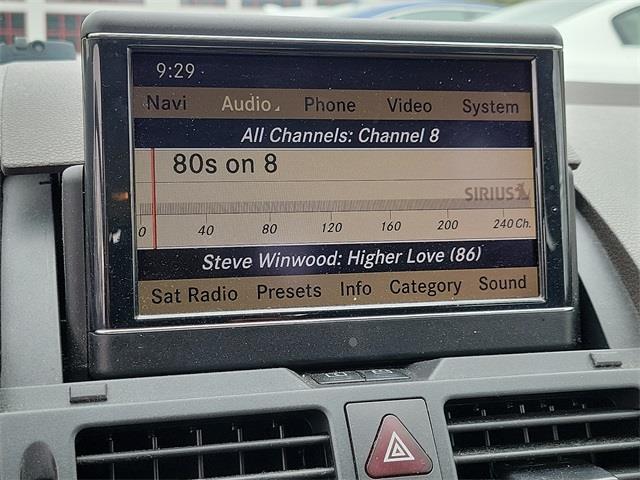 9:29
Navi Audio Phone Video System
All Channels: Channel 8
80s on 8
SIRIUS
0 40 80 120 160 200 240 Ch.
Steve Winwood: Higher Love (86)
Sat Radio Presets Info Category Sound